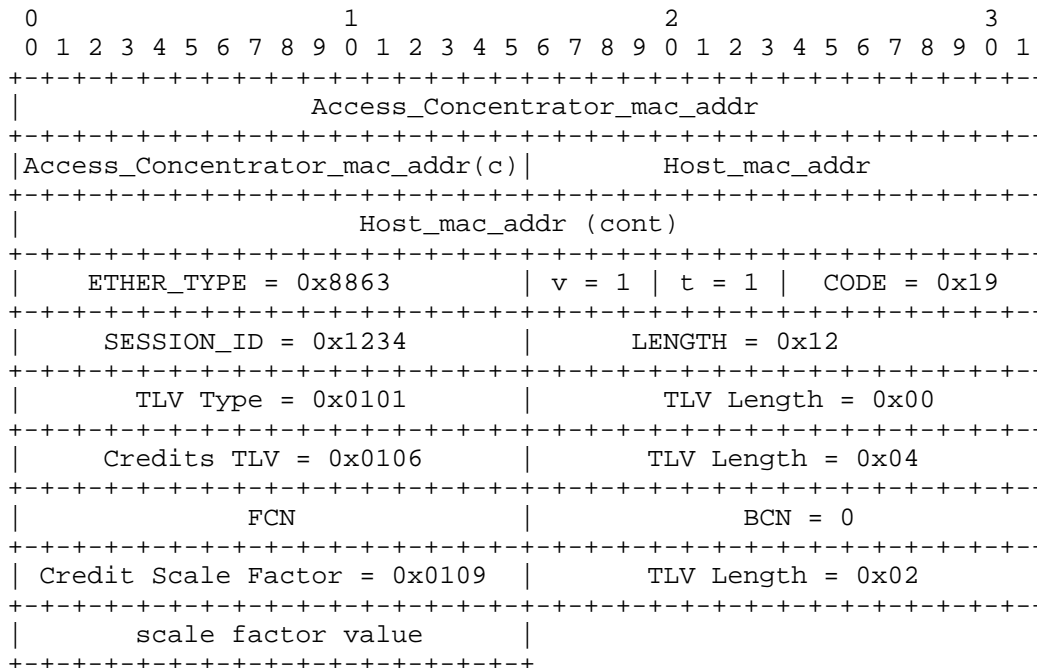 0                   1                   2                   3
0 1 2 3 4 5 6 7 8 9 0 1 2 3 4 5 6 7 8 9 0 1 2 3 4 5 6 7 8 9 0 1
+-+-+-+-+-+-+-+-+-+-+-+-+-+-+-+-+-+-+-+-+-+-+-+-+-+-+-+-+-+-+-+-+-
|                  Access_Concentrator_mac_addr
+-+-+-+-+-+-+-+-+-+-+-+-+-+-+-+-+-+-+-+-+-+-+-+-+-+-+-+-+-+-+-+-+-
|Access_Concentrator_mac_addr(c)|        Host_mac_addr
+-+-+-+-+-+-+-+-+-+-+-+-+-+-+-+-+-+-+-+-+-+-+-+-+-+-+-+-+-+-+-+-+-
|                     Host_mac_addr (cont)
+-+-+-+-+-+-+-+-+-+-+-+-+-+-+-+-+-+-+-+-+-+-+-+-+-+-+-+-+-+-+-+-+-
|    ETHER_TYPE = 0x8863        | v = 1 | t = 1 |  CODE = 0x19
+-+-+-+-+-+-+-+-+-+-+-+-+-+-+-+-+-+-+-+-+-+-+-+-+-+-+-+-+-+-+-+-+-
|     SESSION_ID = 0x1234       |      LENGTH = 0x12
+-+-+-+-+-+-+-+-+-+-+-+-+-+-+-+-+-+-+-+-+-+-+-+-+-+-+-+-+-+-+-+-+-
|       TLV Type = 0x0101       |        TLV Length = 0x00
+-+-+-+-+-+-+-+-+-+-+-+-+-+-+-+-+-+-+-+-+-+-+-+-+-+-+-+-+-+-+-+-+-
|     Credits TLV = 0x0106      |       TLV Length = 0x04
+-+-+-+-+-+-+-+-+-+-+-+-+-+-+-+-+-+-+-+-+-+-+-+-+-+-+-+-+-+-+-+-+-
|              FCN              |             BCN = 0
+-+-+-+-+-+-+-+-+-+-+-+-+-+-+-+-+-+-+-+-+-+-+-+-+-+-+-+-+-+-+-+-+-
| Credit Scale Factor = 0x0109  |       TLV Length = 0x02
+-+-+-+-+-+-+-+-+-+-+-+-+-+-+-+-+-+-+-+-+-+-+-+-+-+-+-+-+-+-+-+-+-
|       scale factor value      |
+-+-+-+-+-+-+-+-+-+-+-+-+-+-+-+-+